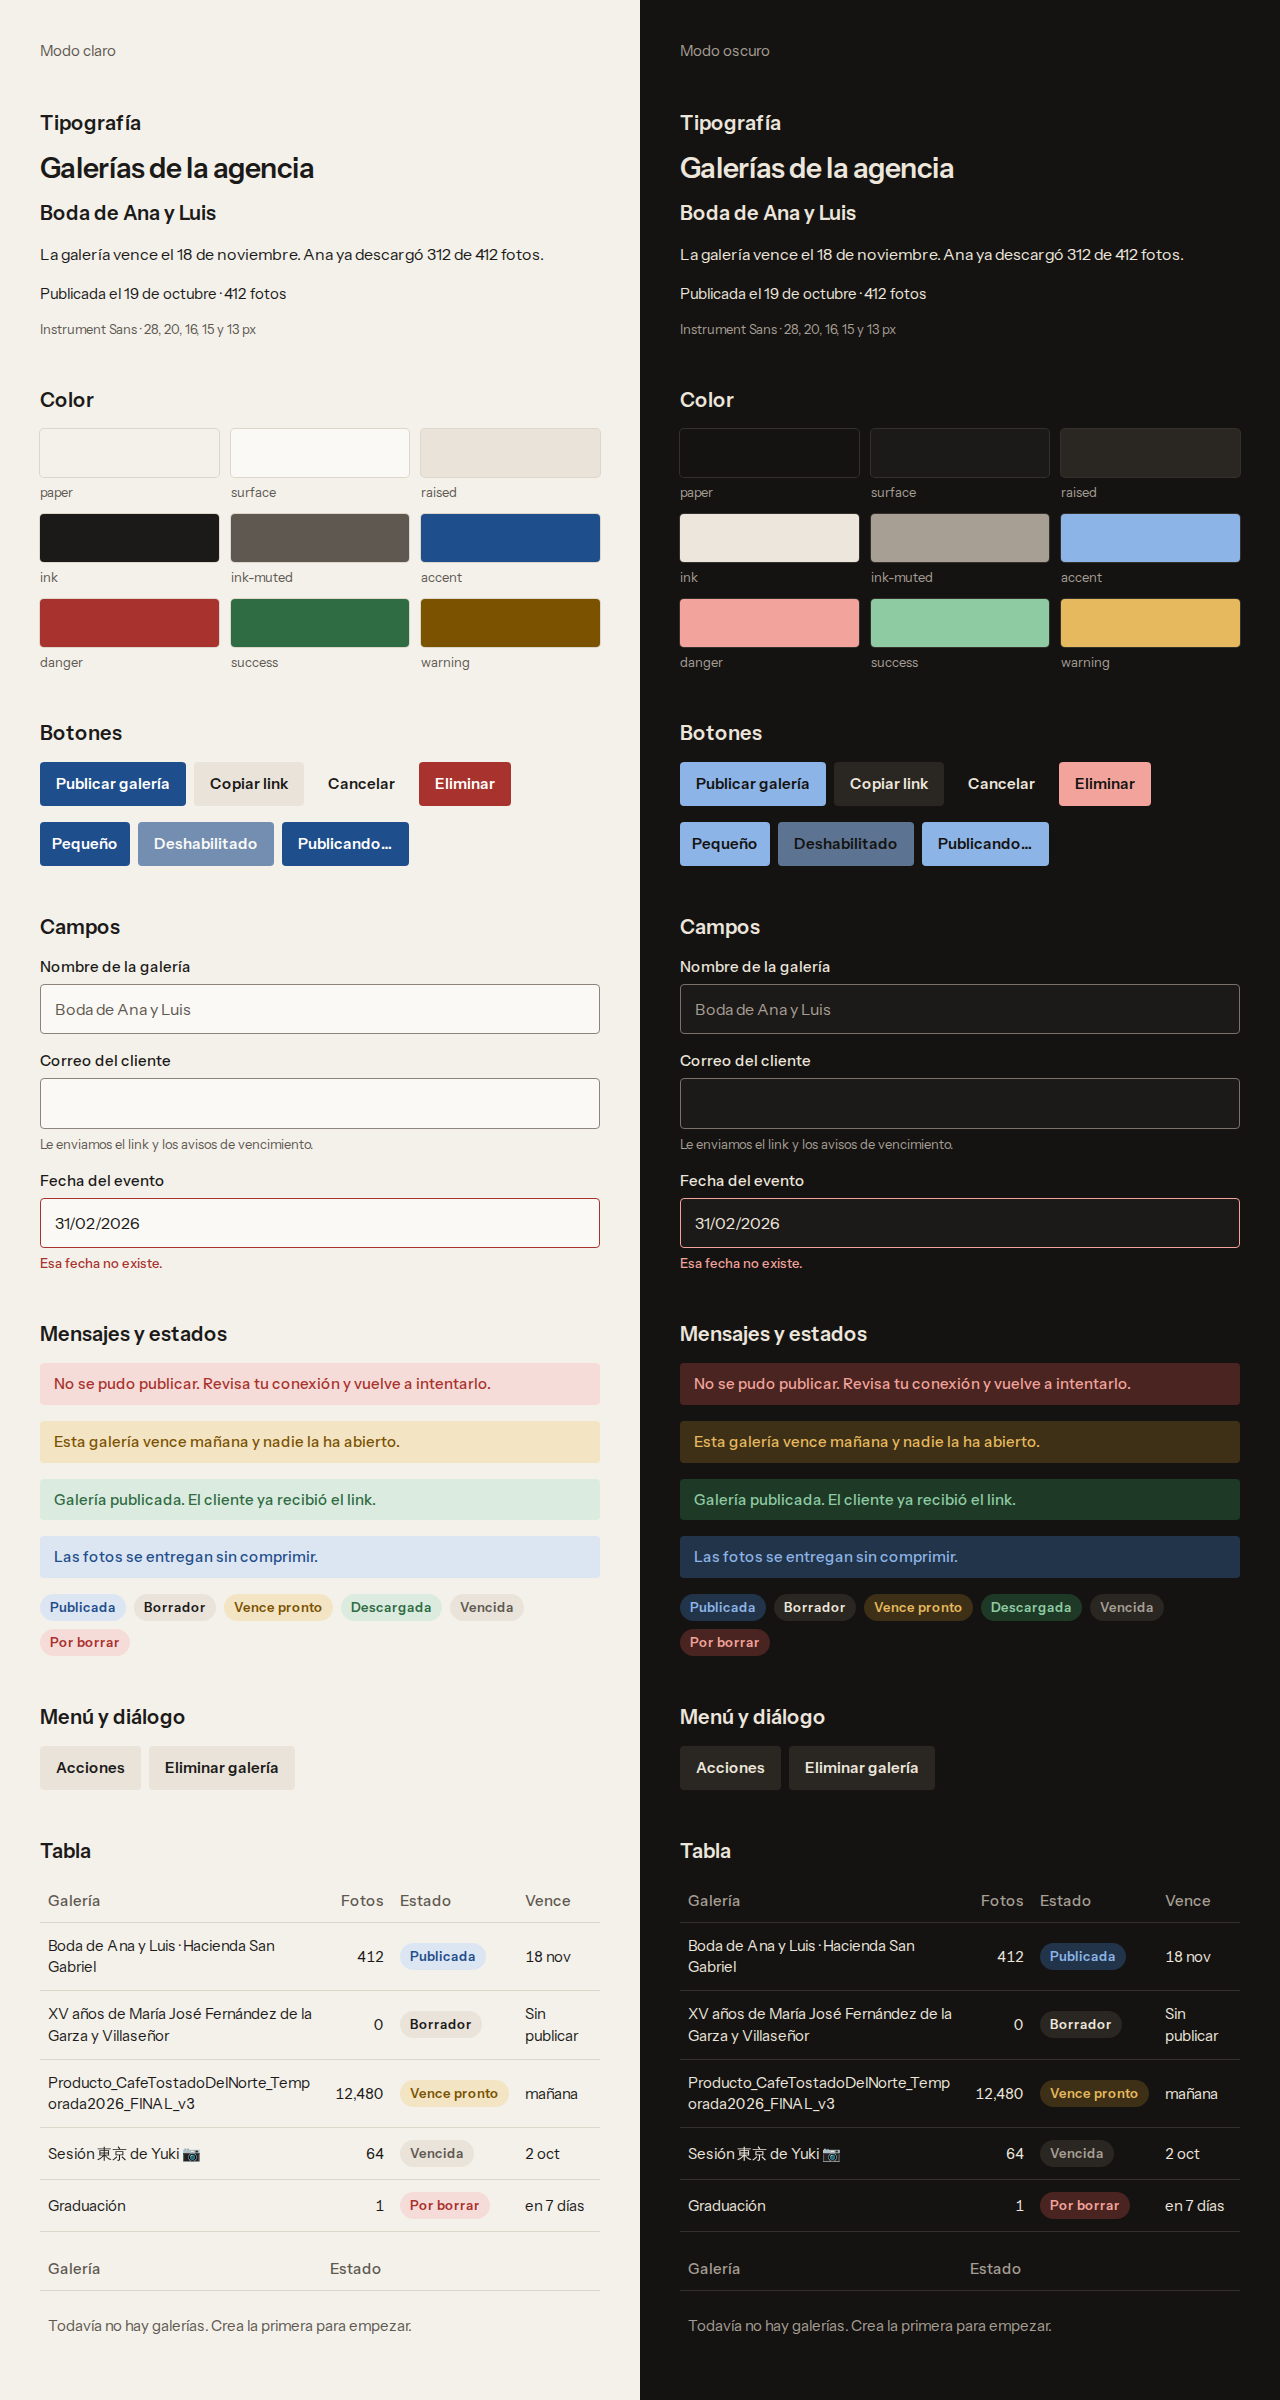 Modo claro
Tipografía
Galerías de la agencia
Boda de Ana y Luis
La galería vence el 18 de noviembre. Ana ya descargó 312 de 412 fotos.
Publicada el 19 de octubre · 412 fotos
Instrument Sans · 28, 20, 16, 15 y 13 px
Color
paper surface raised
ink ink-muted accent
danger success warning
Botones
Publicar galería Copiar link Cancelar Eliminar
Pequeño Deshabilitado Publicando…
Campos
Nombre de la galería
Boda de Ana y Luis
Correo del cliente
Le enviamos el link y los avisos de vencimiento.
Fecha del evento
31/02/2026
Esa fecha no existe.
Mensajes y estados
No se pudo publicar. Revisa tu conexión y vuelve a intentarlo.
Esta galería vence mañana y nadie la ha abierto.
Galería publicada. El cliente ya recibió el link.
Las fotos se entregan sin comprimir.
Publicada Borrador Vence pronto Descargada Vencida
Por borrar
Menú y diálogo
Acciones Eliminar galería
Tabla
Galería Fotos Estado Vence
Boda de Ana y Luis · Hacienda San
Gabriel
412 Publicada 18 nov
XV años de María José Fernández de la
Garza y Villaseñor
0 Borrador Sin
publicar
Producto_CafeTostadoDelNorte_Temp
orada2026_FINAL_v3
12,480 Vence pronto mañana
Sesión 東京 de Yuki 📷 64 Vencida 2 oct
Graduación 1 Por borrar en 7 días
Galería Estado
Todavía no hay galerías. Crea la primera para empezar.
Modo oscuro
Tipografía
Galerías de la agencia
Boda de Ana y Luis
La galería vence el 18 de noviembre. Ana ya descargó 312 de 412 fotos.
Publicada el 19 de octubre · 412 fotos
Instrument Sans · 28, 20, 16, 15 y 13 px
Color
paper surface raised
ink ink-muted accent
danger success warning
Botones
Publicar galería Copiar link Cancelar Eliminar
Pequeño Deshabilitado Publicando…
Campos
Nombre de la galería
Boda de Ana y Luis
Correo del cliente
Le enviamos el link y los avisos de vencimiento.
Fecha del evento
31/02/2026
Esa fecha no existe.
Mensajes y estados
No se pudo publicar. Revisa tu conexión y vuelve a intentarlo.
Esta galería vence mañana y nadie la ha abierto.
Galería publicada. El cliente ya recibió el link.
Las fotos se entregan sin comprimir.
Publicada Borrador Vence pronto Descargada Vencida
Por borrar
Menú y diálogo
Acciones Eliminar galería
Tabla
Galería Fotos Estado Vence
Boda de Ana y Luis · Hacienda San
Gabriel
412 Publicada 18 nov
XV años de María José Fernández de la
Garza y Villaseñor
0 Borrador Sin
publicar
Producto_CafeTostadoDelNorte_Temp
orada2026_FINAL_v3
12,480 Vence pronto mañana
Sesión 東京 de Yuki 📷 64 Vencida 2 oct
Graduación 1 Por borrar en 7 días
Galería Estado
Todavía no hay galerías. Crea la primera para empezar.